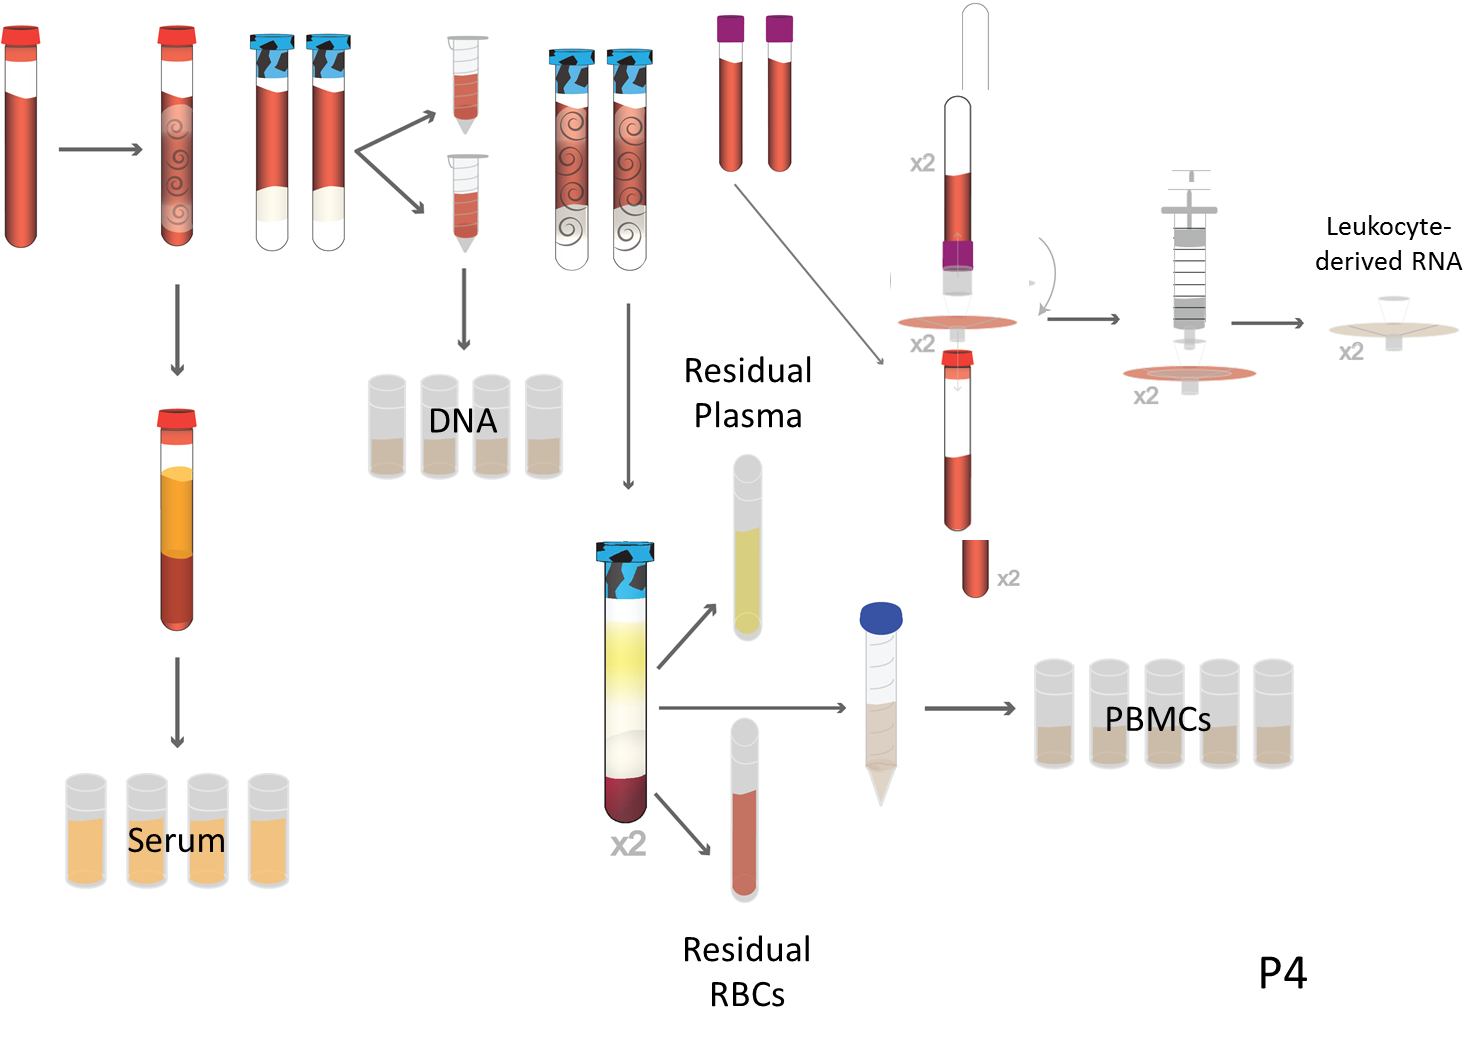 x2
Leukocyte-
derived RNA
x2
x2
x2
Residual
Plasma
DNA
x2
PBMCs
Serum
x2
Residual
RBCs
P4